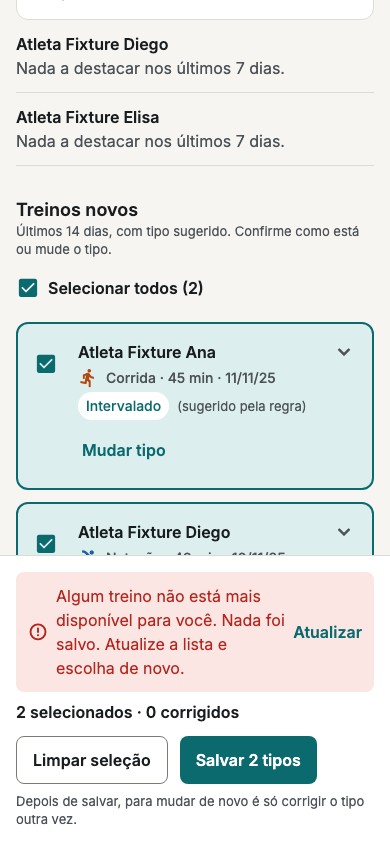 Atleta Fixture Diego
Nada a destacar nos últimos 7 dias.
Atleta Fixture Elisa
Nada a destacar nos últimos 7 dias.
Treinos novos
Últimos 14 dias, com tipo sugerido. Confirme como está
ou mude o tipo.
Selecionar todos (2)
Atleta Fixture Ana
Corrida · 45 min · 11/11/25
Intervalado (sugerido pela regra)
Mudar tipo
Atleta Fixture Diego
Algum treino não está mais
disponível para você. Nada foi
salvo. Atualize a lista e
escolha de novo.
Atualizar
2 selecionados · 0 corrigidos
Limpar seleção
Salvar 2 tipos
Depois de salvar, para mudar de novo é só corrigir o tipo
outra vez.